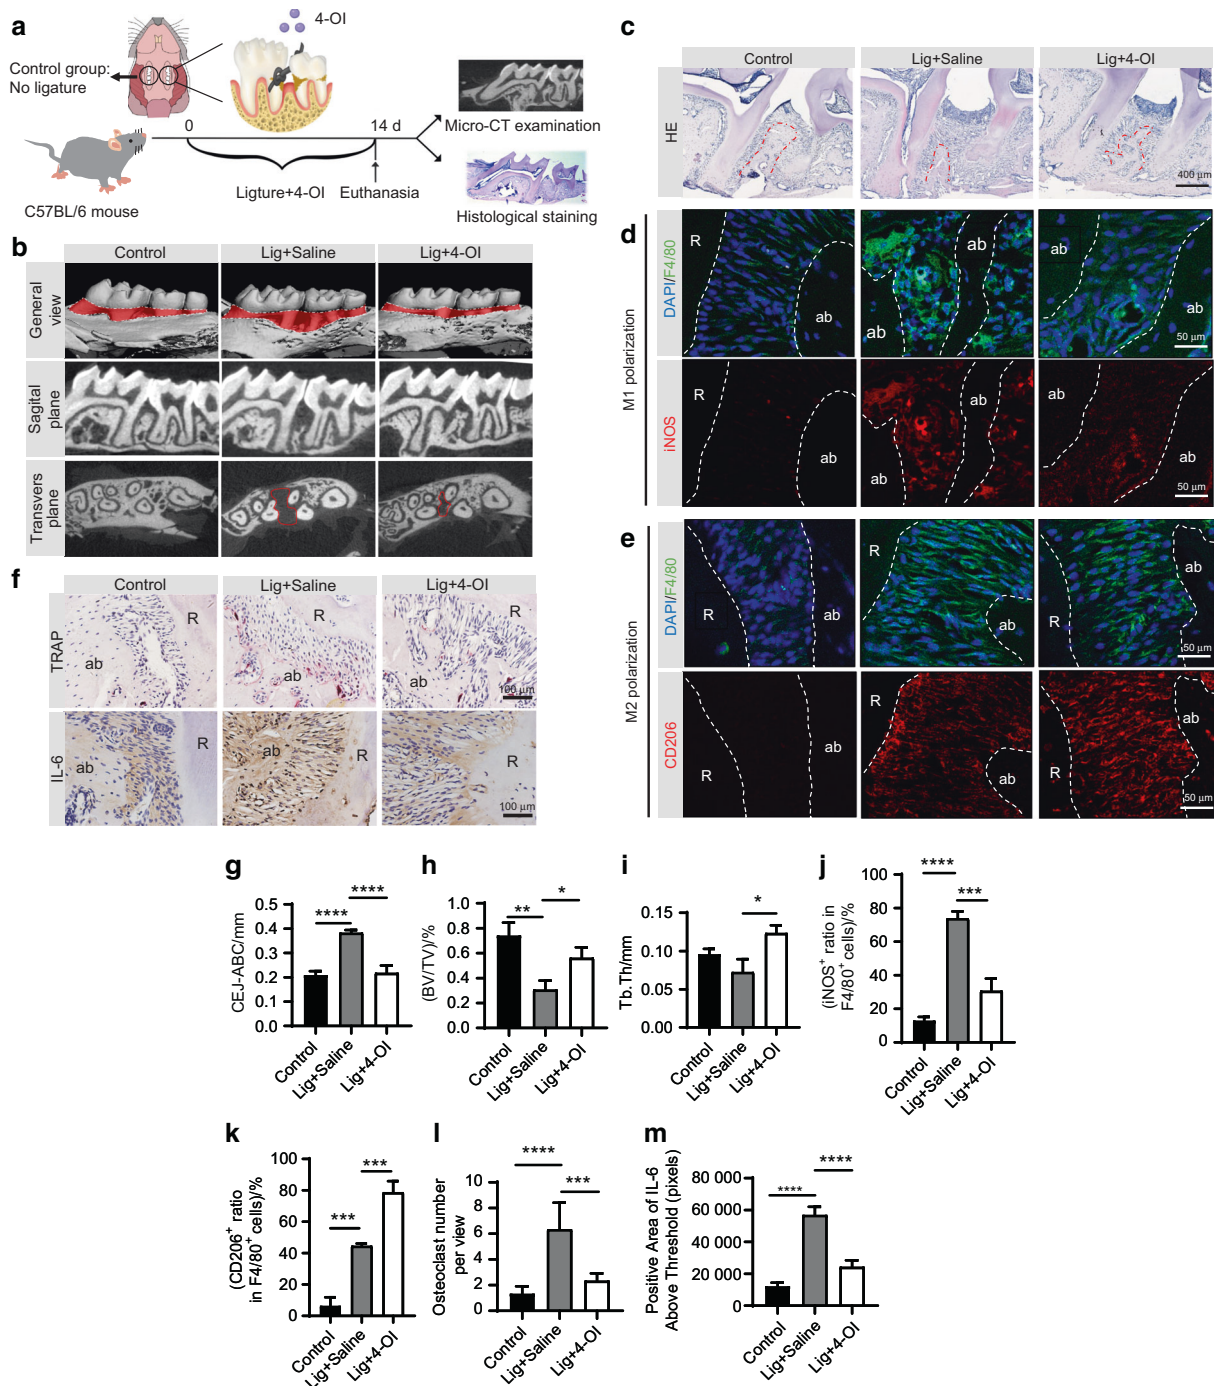 a
4-OI
Control group:
No ligature
0
14 d
Micro-CT examination
Ligture+4-OI
Euthanasia
C57BL/6 mouse
Histological staining
b
Control
Lig+Saline
Lig+4-OI
General
view
Sagital
plane
Transvers
plane
c
Control
Lig+Saline
Lig+4-OI
HE
400 µm
d
M1 polarization
DAPI/F4/80
R
ab
ab
ab
ab
ab
50 µm
iNOS
R
ab
ab
ab
ab
ab
50 µm
e
M2 polarization
DAPI/F4/80
R
ab
R
ab
R
ab
50 µm
CD206
R
ab
R
ab
R
ab
50 µm
f
Control
Lig+Saline
Lig+4-OI
TRAP
ab
R
ab
R
ab
R
100 µm
IL-6
ab
R
ab
R
ab
R
100 µm
g
CEJ-ABC/mm
0.5
0.4
0.3
0.2
0.1
0.0
****
****
Control
Lig+Saline
Lig+4-OI
h
(BV/TV)/%
1.0
0.8
0.6
0.4
0.2
0.0
**
*
Control
Lig+Saline
Lig+4-OI
i
Tb.Th/mm
0.15
0.10
0.05
0.00
*
Control
Lig+Saline
Lig+4-OI
j
(iNOS+ ratio in
F4/80+ cells)/%
100
80
60
40
20
0
****
***
Control
Lig+Saline
Lig+4-OI
k
(CD206+ ratio
in F4/80+ cells)/%
100
80
60
40
20
0
***
***
Control
Lig+Saline
Lig+4-OI
l
Osteoclast number
per view
10
8
6
4
2
0
****
***
Control
Lig+Saline
Lig+4-OI
m
Positive Area of IL-6
Above Threshold (pixels)
80 000
60 000
40 000
20 000
0
****
****
Control
Lig+Saline
Lig+4-OI